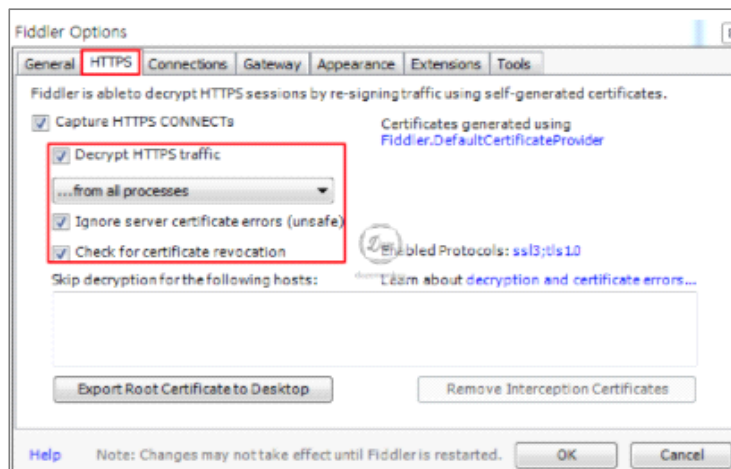 Fiddler Options
General HTTPS Connections Gateway Appearance Extensions Tools
Fiddler is able to decrypt HTTPS sessions by re-signing traffic using self-generated certificates.
Capture HTTPS CONNECTs
Certificates generated using
Fiddler.DefaultCertificateProvider
Decrypt HTTPS traffic
...from all processes
Ignore server certificate errors (unsafe)
Check for certificate revocation
Enabled Protocols: ssl3;tls1.0
Skip decryption for the following hosts:
Learn about decryption and certificate errors...
Export Root Certificate to Desktop
Remove Interception Certificates
Help
Note: Changes may not take effect until Fiddler is restarted.
OK
Cancel